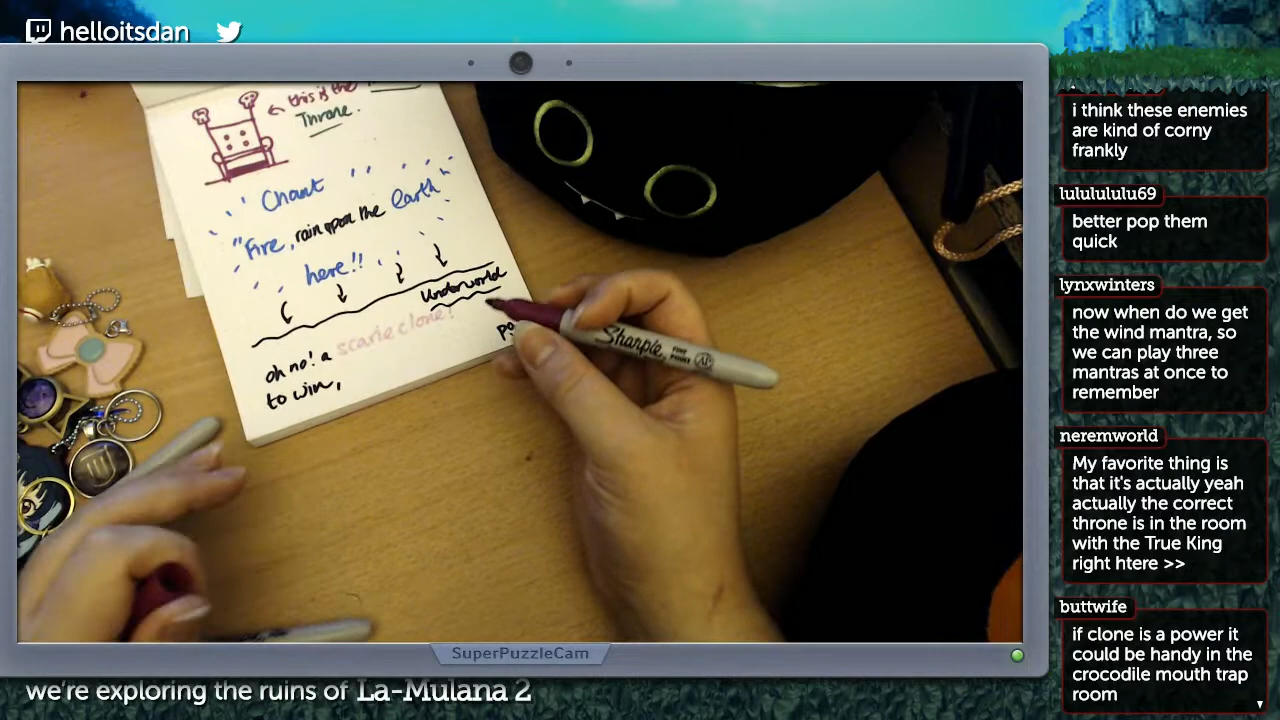 helloitsdan
this is the
Throne.
Chant
"Fire, rain upon the earth"
here!!
Underworld
oh no! a scarie clone!
to win,
Sharpie
FINE POINT
AP
SuperPuzzleCam
we're exploring the ruins of La-Mulana 2
i think these enemies
are kind of corny
frankly
lulululululu69
better pop them
quick
lynxwinters
now when do we get
the wind mantra, so
we can play three
mantras at once to
remember
neremworld
My favorite thing is
that it's actually yeah
actually the correct
throne is in the room
with the True King
right htere >>
buttwife
if clone is a power it
could be handy in the
crocodile mouth trap
room